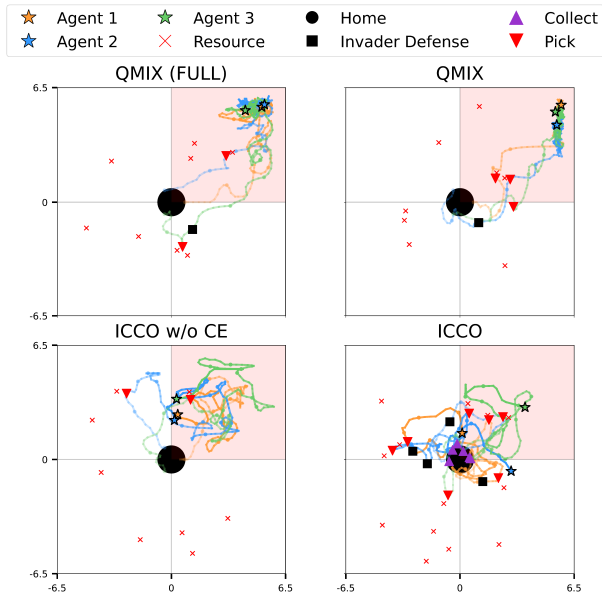 Agent 1 Agent 3 Home Collect
Agent 2 Resource Invader Defense Pick
QMIX (FULL) QMIX
6.5
0
-6.5
ICCO w/o CE ICCO
6.5
0
-6.5
-6.5 0 6.5 -6.5 0 6.5